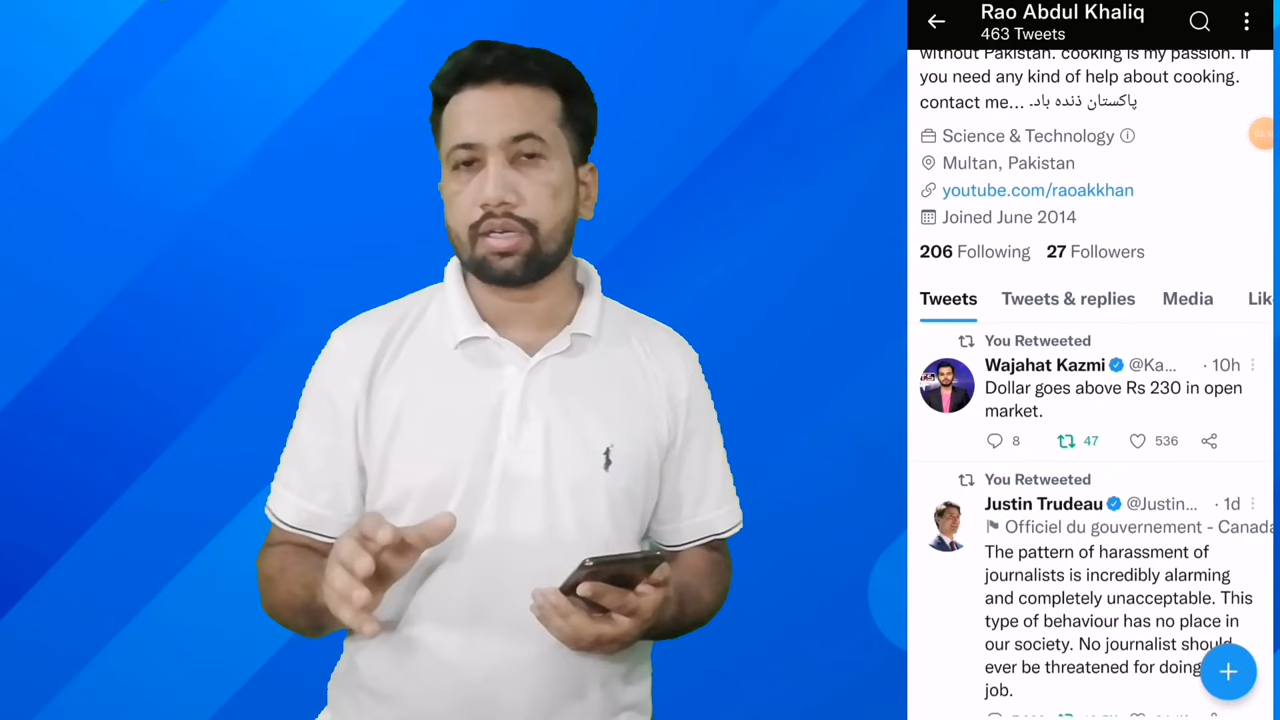 Rao Abdul Khaliq
463 Tweets
without Pakistan. cooking is my passion. If
you need any kind of help about cooking.
contact me... پاکستان ذندہ باد۔
Science & Technology
Multan, Pakistan
youtube.com/raoakkhan
Joined June 2014
206 Following 27 Followers
Tweets Tweets & replies Media Lik
You Retweeted
Wajahat Kazmi @Ka... · 10h
Dollar goes above Rs 230 in open
market.
8 47 536
You Retweeted
Justin Trudeau @Justin... · 1d
Officiel du gouvernement - Canada
The pattern of harassment of
journalists is incredibly alarming
and completely unacceptable. This
type of behaviour has no place in
our society. No journalist should
ever be threatened for doing
job.